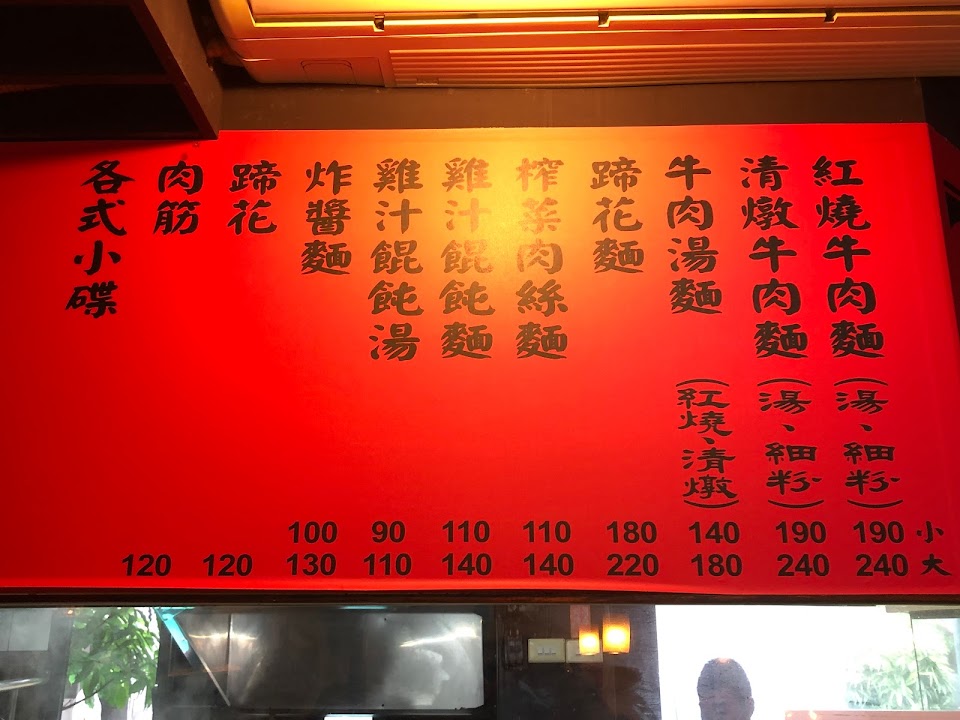 紅燒牛肉麵(湯、細粉)
清燉牛肉麵(湯、細粉)
牛肉湯麵(紅燒、清燉)
蹄花麵
榨菜肉絲麵
雞汁餛飩麵
雞汁餛飩湯
炸醬麵
蹄花
肉筋
各式小碟
100 90 110 110 180 140 190 190 小
120 120 130 110 140 140 220 180 240 240 大